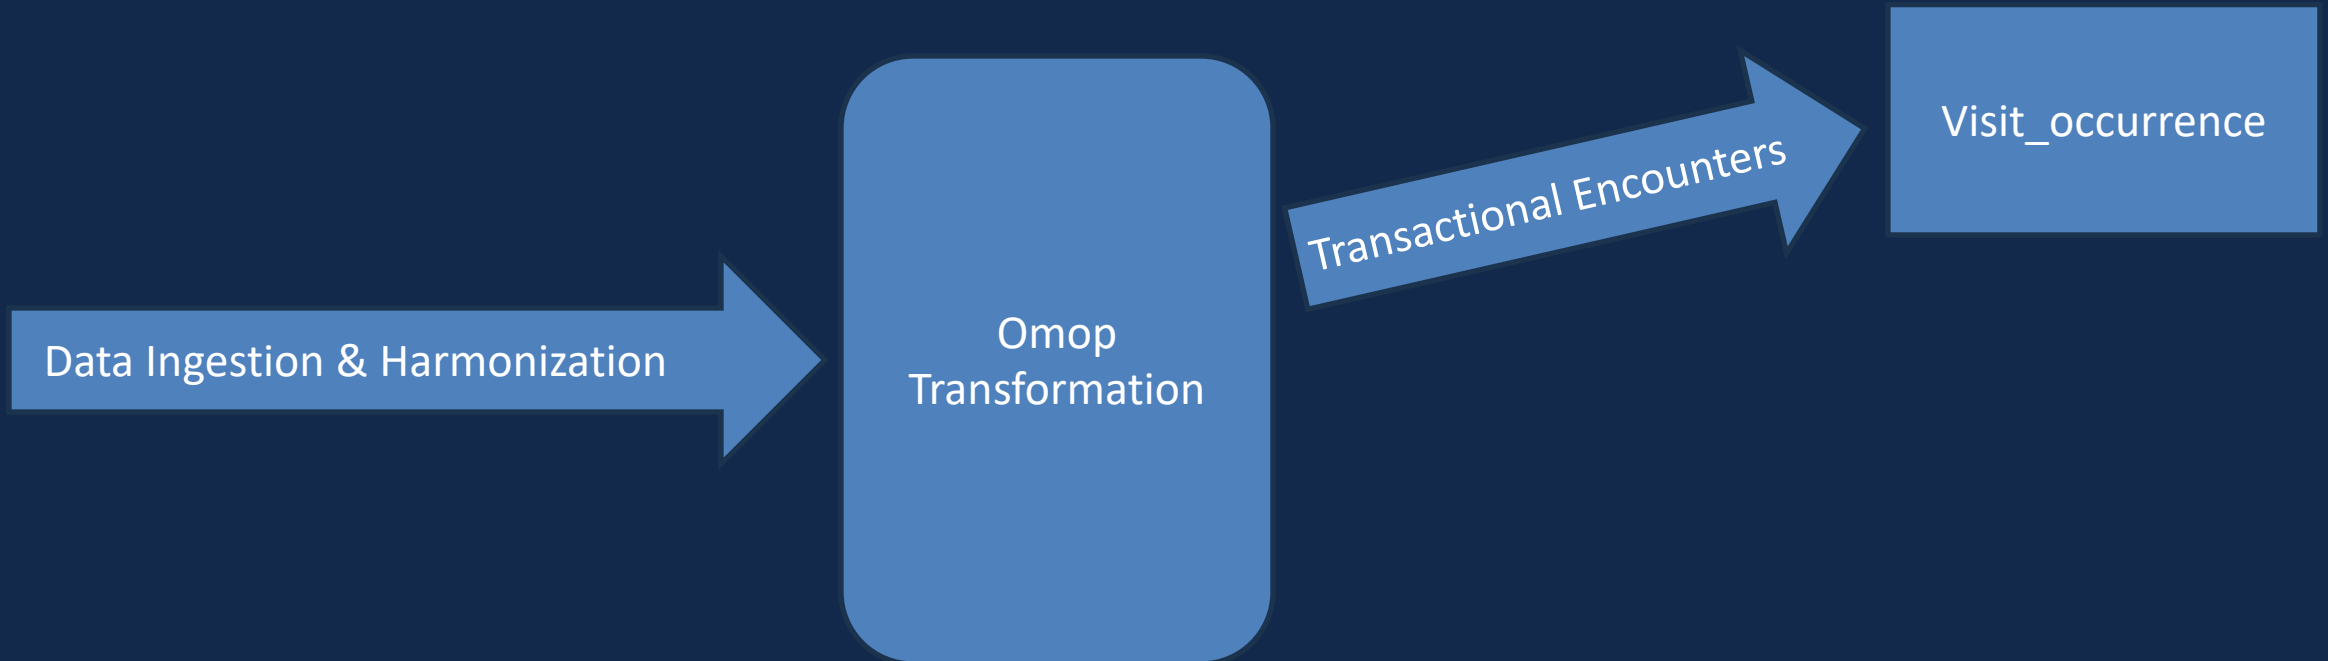 Data Ingestion & Harmonization
Omop
Transformation
Transactional Encounters
Visit_occurrence